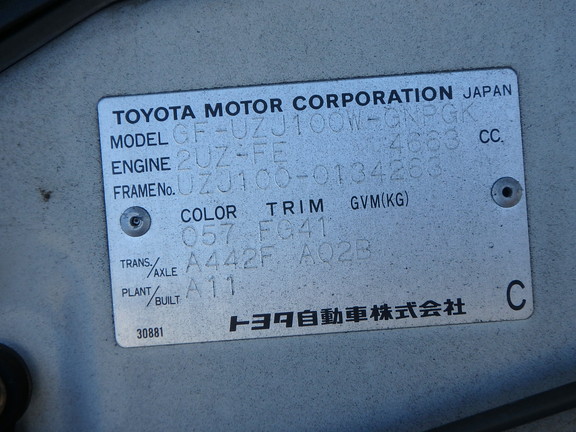 TOYOTA MOTOR CORPORATION JAPAN
MODEL GF-UZJ100W-GNPGK
ENGINE 2UZ-FE 4663 CC.
FRAME No. UZJ100-0134263
COLOR TRIM GVM(KG)
057 FG41
TRANS./AXLE A442F A02B
PLANT/BUILT A11
30881 トヨタ自動車株式会社 C